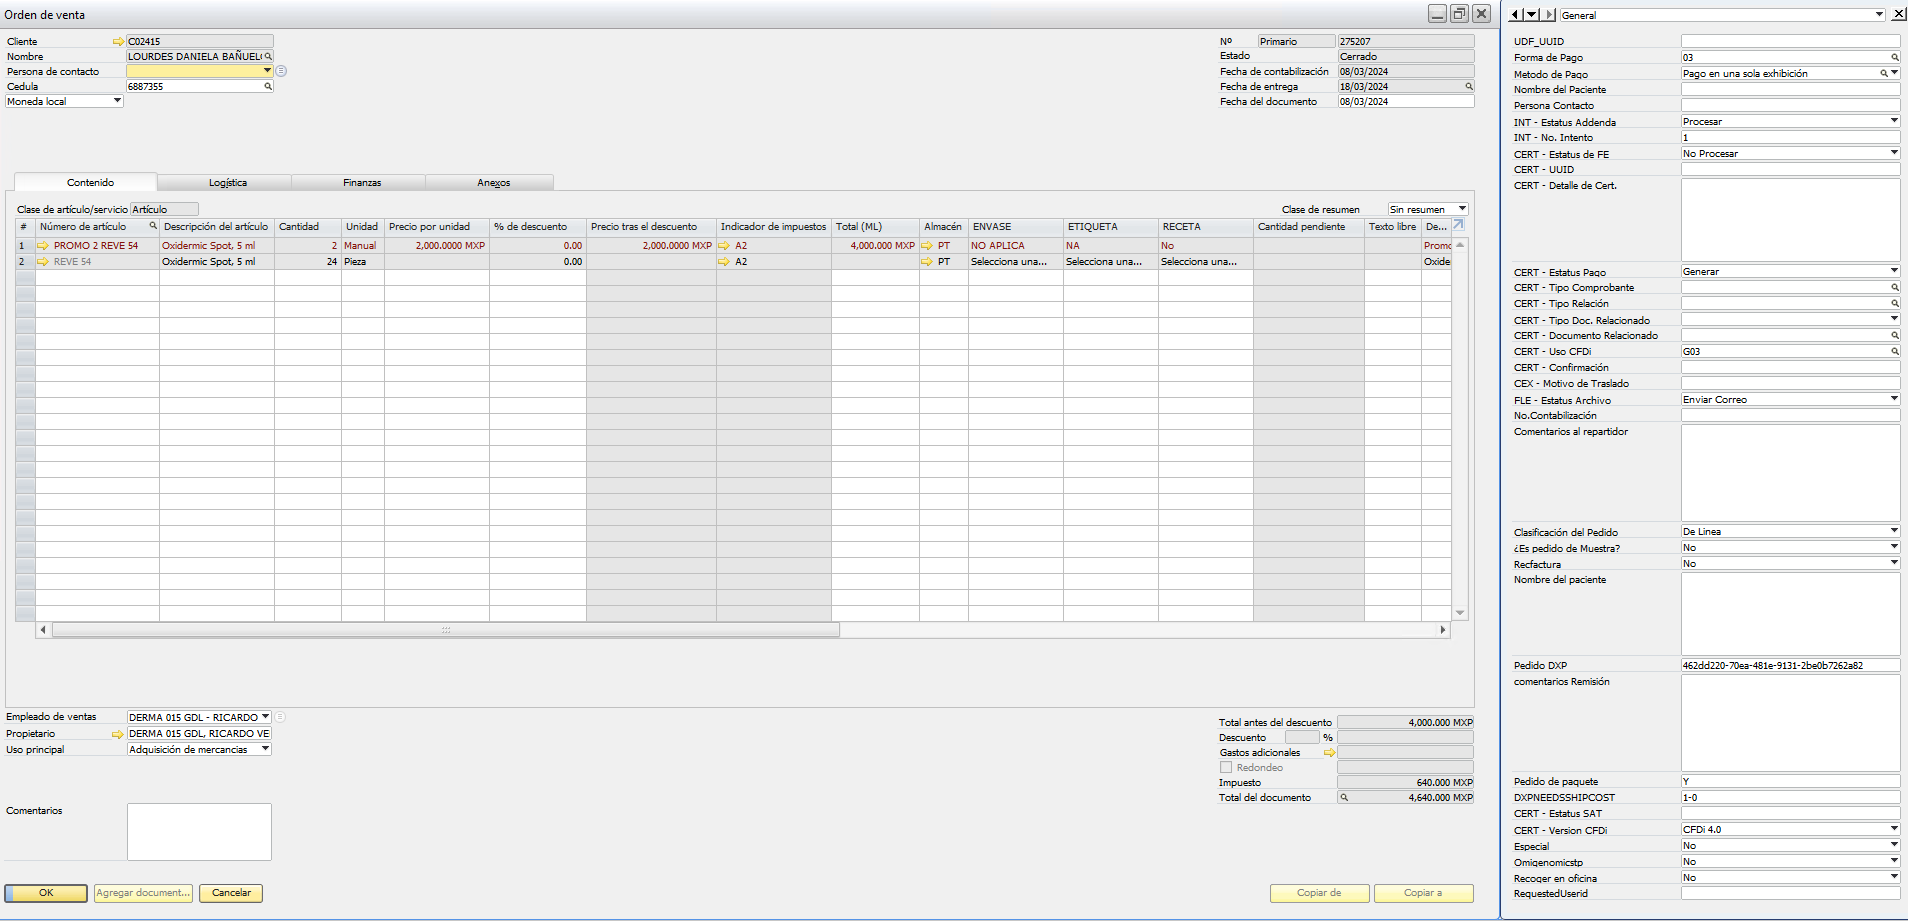 Orden de venta
Cliente C02415
Nombre LOURDES DANIELA BAÑUEL
Persona de contacto
Cedula 6887355
Moneda local
Nº Primario 275207
Estado Cerrado
Fecha de contabilización 08/03/2024
Fecha de entrega 18/03/2024
Fecha del documento 08/03/2024
Contenido Logística Finanzas Anexos
Clase de artículo/servicio Artículo
Clase de resumen Sin resumen
# Número de artículo Descripción del artículo Cantidad Unidad Precio por unidad % de descuento Precio tras el descuento Indicador de impuestos Total (ML) Almacén ENVASE ETIQUETA RECETA Cantidad pendiente Texto libre De...
1 PROMO 2 REVE 54 Oxidermic Spot, 5 ml 2 Manual 2,000.0000 MXP 0.00 2,000.0000 MXP A2 4,000.000 MXP PT NO APLICA NA No Promo
2 REVE 54 Oxidermic Spot, 5 ml 24 Pieza 0.00 A2 PT Selecciona una... Selecciona una... Selecciona una... Oxide
Empleado de ventas DERMA 015 GDL - RICARDO
Propietario DERMA 015 GDL, RICARDO VE
Uso principal Adquisición de mercancias
Comentarios
Total antes del descuento 4,000.000 MXP
Descuento %
Gastos adicionales
Redondeo
Impuesto 640.000 MXP
Total del documento 4,640.000 MXP
OK Agregar document... Cancelar
Copiar de Copiar a
General
UDF_UUID
Forma de Pago 03
Metodo de Pago Pago en una sola exhibición
Nombre del Paciente
Persona Contacto
INT - Estatus Addenda Procesar
INT - No. Intento 1
CERT - Estatus de FE No Procesar
CERT - UUID
CERT - Detalle de Cert.
CERT - Estatus Pago Generar
CERT - Tipo Comprobante
CERT - Tipo Relación
CERT - Tipo Doc. Relacionado
CERT - Documento Relacionado
CERT - Uso CFDi G03
CERT - Confirmación
CEX - Motivo de Traslado
FLE - Estatus Archivo Enviar Correo
No.Contabilización
Comentarios al repartidor
Clasificación del Pedido De Linea
¿Es pedido de Muestra? No
Recfactura No
Nombre del paciente
Pedido DXP 462dd220-70ea-481e-9131-2be0b7262a82
comentarios Remisión
Pedido de paquete Y
DXPNEEDSSHIPCOST 1-0
CERT - Estatus SAT
CERT - Version CFDi CFDi 4.0
Especial No
Omigenomicstp No
Recoger en oficina No
RequestedUserid